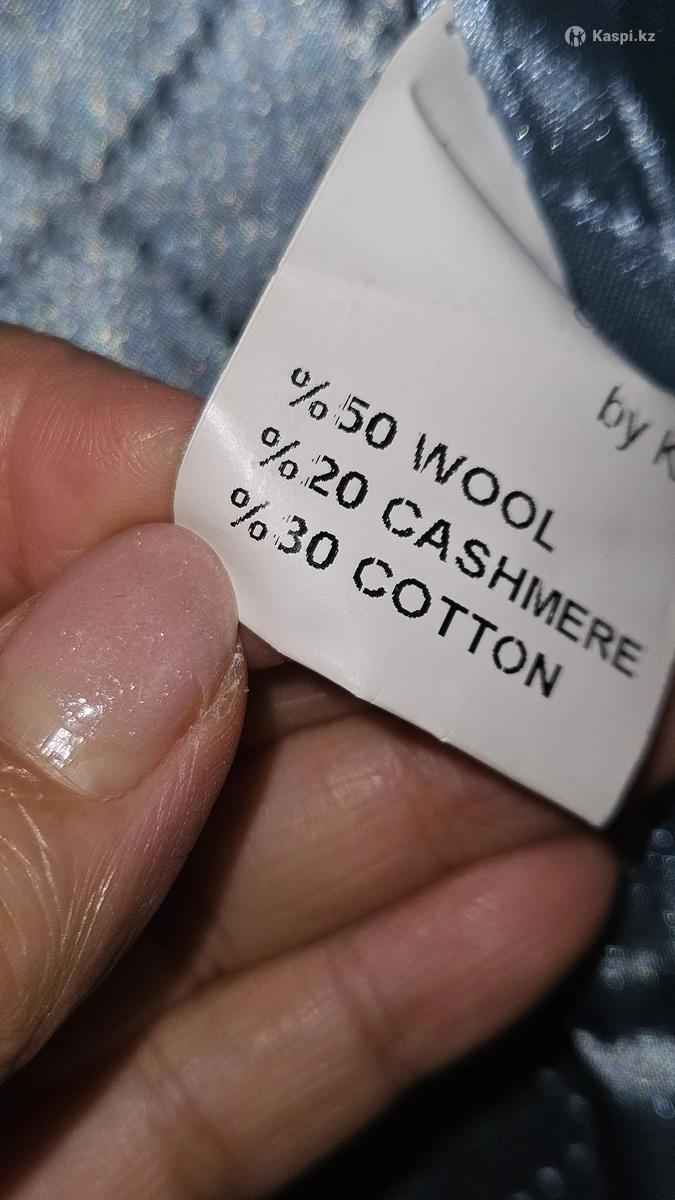 Kaspi.kz
by K
%50 WOOL
%20 CASHMERE
%30 COTTON